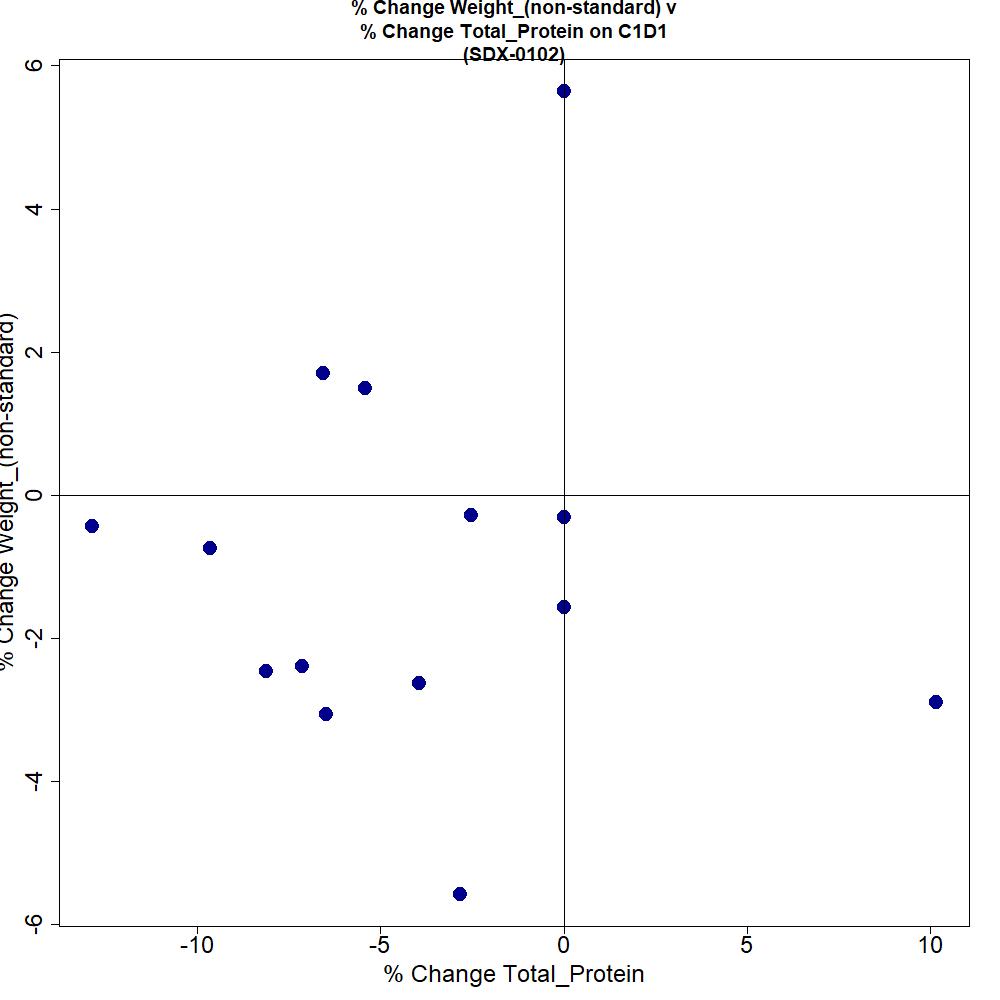 % Change Weight_(non-standard) v
% Change Total_Protein on C1D1
(SDX-0102)
% Change Weight_(non-standard)
6
4
2
0
-2
-4
-6
-10
-5
0
5
10
% Change Total_Protein